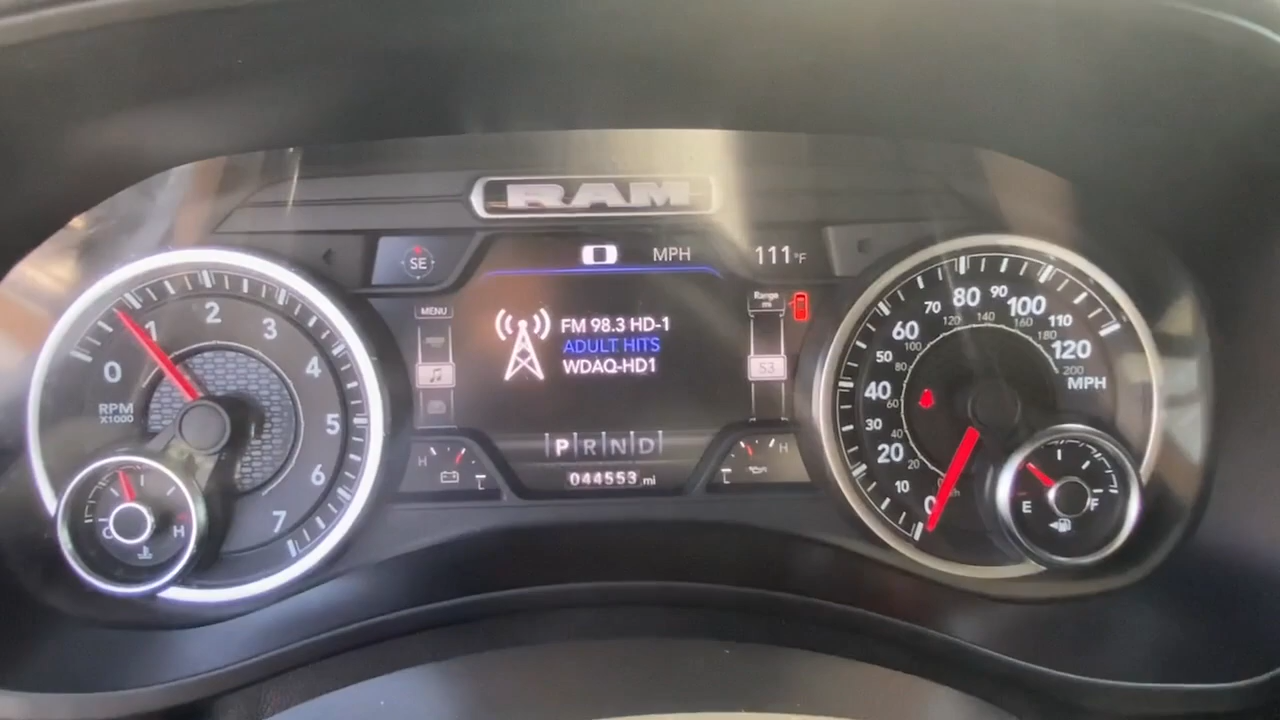 RAM
SE
MPH
111°F
MENU
Range
mi
FM 98.3 HD-1
ADULT HITS
WDAQ-HD1
S3
PRND
044553 mi
H
L
H
L
0
1
2
3
4
5
6
7
RPM
X1000
C
H
0
10
20
30
40
50
60
70
80
90
100
110
120
MPH
20
40
60
80
100
120
140
160
180
200
E
F